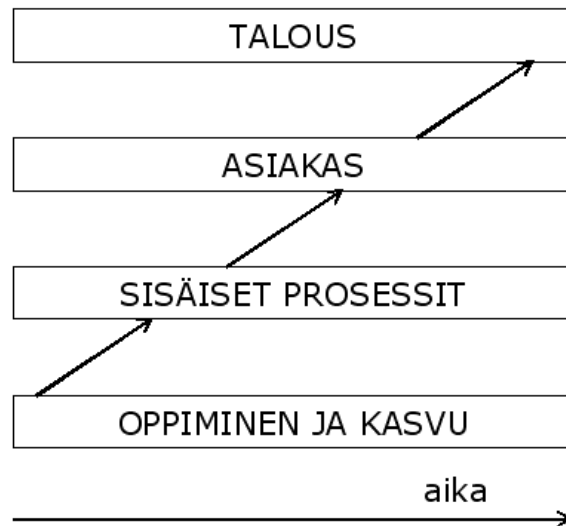 TALOUS
ASIAKAS
SISÄISET PROSESSIT
OPPIMINEN JA KASVU
aika